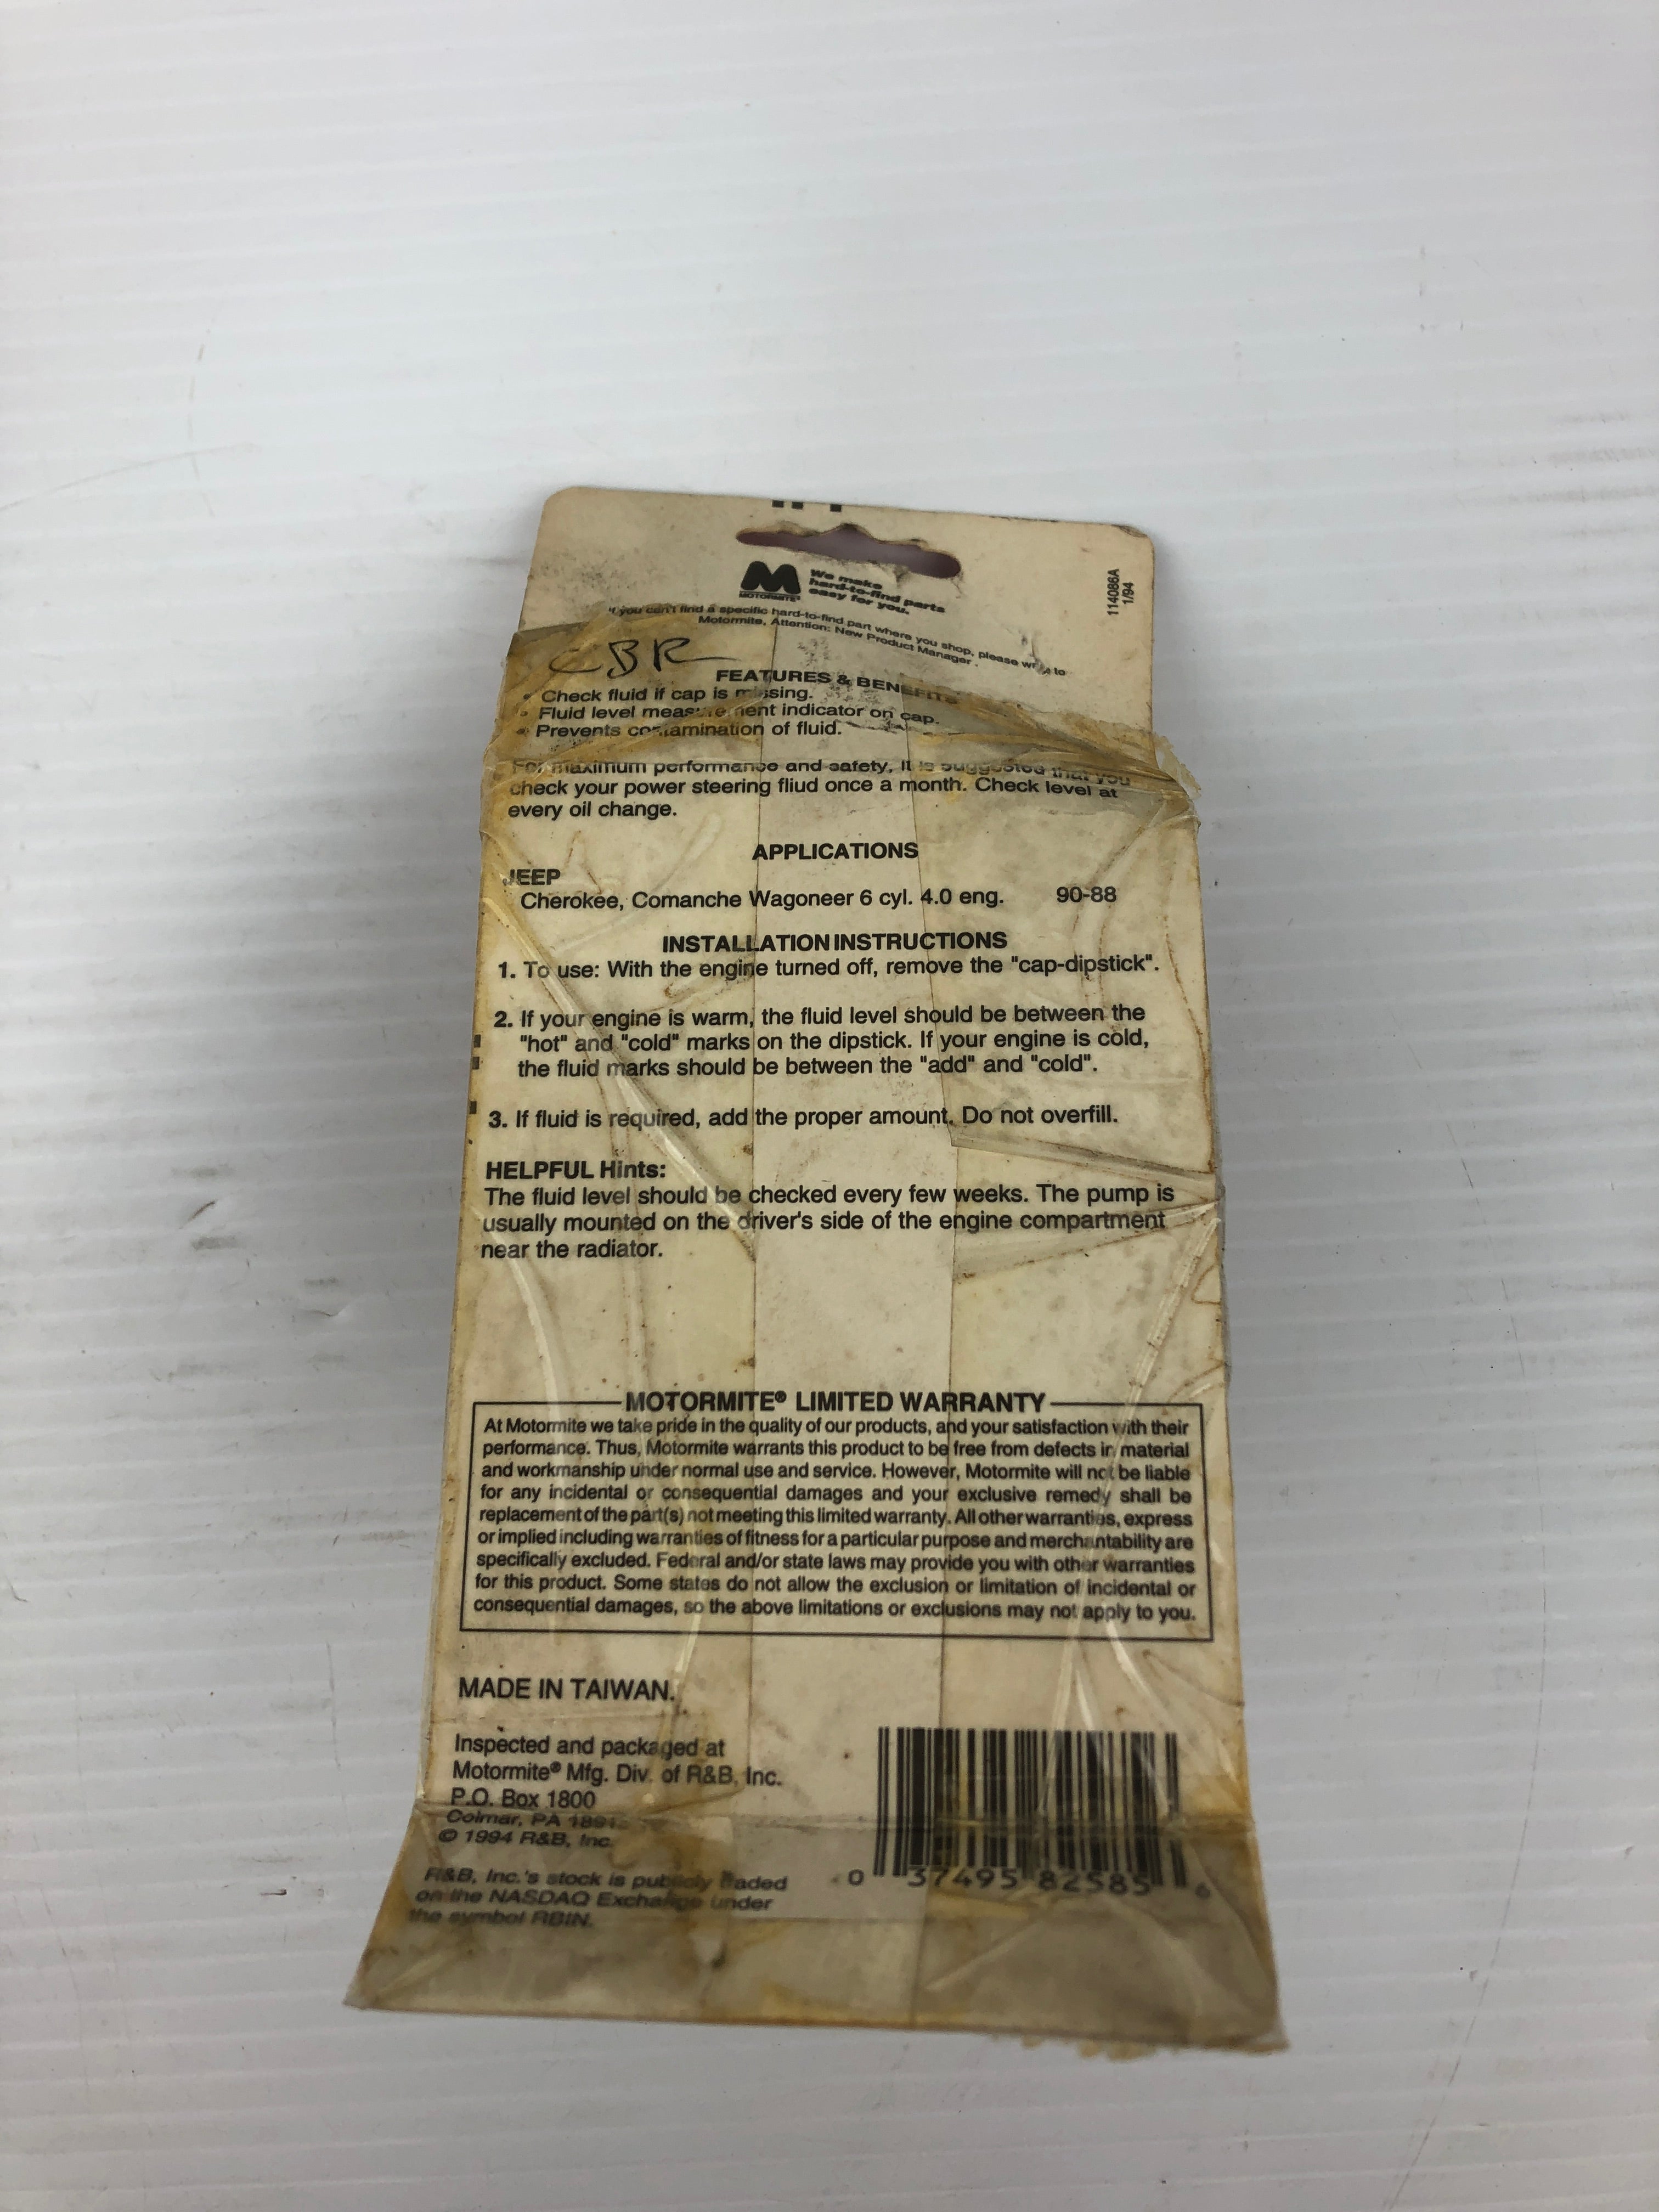 M
MOTORMITE®
We make
hard-to-find parts
easy for you.
114086A
1/94
If you can't find a specific hard-to-find part where you shop, please write to
Motormite, Attention: New Product Manager.
CBR
FEATURES & BENEFITS
• Check fluid if cap is missing.
• Fluid level measurement indicator on cap.
• Prevents contamination of fluid.
For maximum performance and safety, it is suggested that you
check your power steering fliud once a month. Check level at
every oil change.
APPLICATIONS
JEEP
Cherokee, Comanche Wagoneer 6 cyl. 4.0 eng. 90-88
INSTALLATION INSTRUCTIONS
1. To use: With the engine turned off, remove the "cap-dipstick".
2. If your engine is warm, the fluid level should be between the
"hot" and "cold" marks on the dipstick. If your engine is cold,
the fluid marks should be between the "add" and "cold".
3. If fluid is required, add the proper amount. Do not overfill.
HELPFUL Hints:
The fluid level should be checked every few weeks. The pump is
usually mounted on the driver's side of the engine compartment
near the radiator.
MOTORMITE® LIMITED WARRANTY
At Motormite we take pride in the quality of our products, and your satisfaction with their
performance. Thus, Motormite warrants this product to be free from defects in material
and workmanship under normal use and service. However, Motormite will not be liable
for any incidental or consequential damages and your exclusive remedy shall be
replacement of the part(s) not meeting this limited warranty. All other warranties, express
or implied including warranties of fitness for a particular purpose and merchantability are
specifically excluded. Federal and/or state laws may provide you with other warranties
for this product. Some states do not allow the exclusion or limitation of incidental or
consequential damages, so the above limitations or exclusions may not apply to you.
MADE IN TAIWAN.
Inspected and packaged at
Motormite® Mfg. Div. of R&B, Inc.
P.O. Box 1800
Colmar, PA
© 1994 R&B, Inc.
R&B, Inc.'s stock is publicly traded
on the NASDAQ Exchange under
the symbol RBIN.
0 37495 82585 6